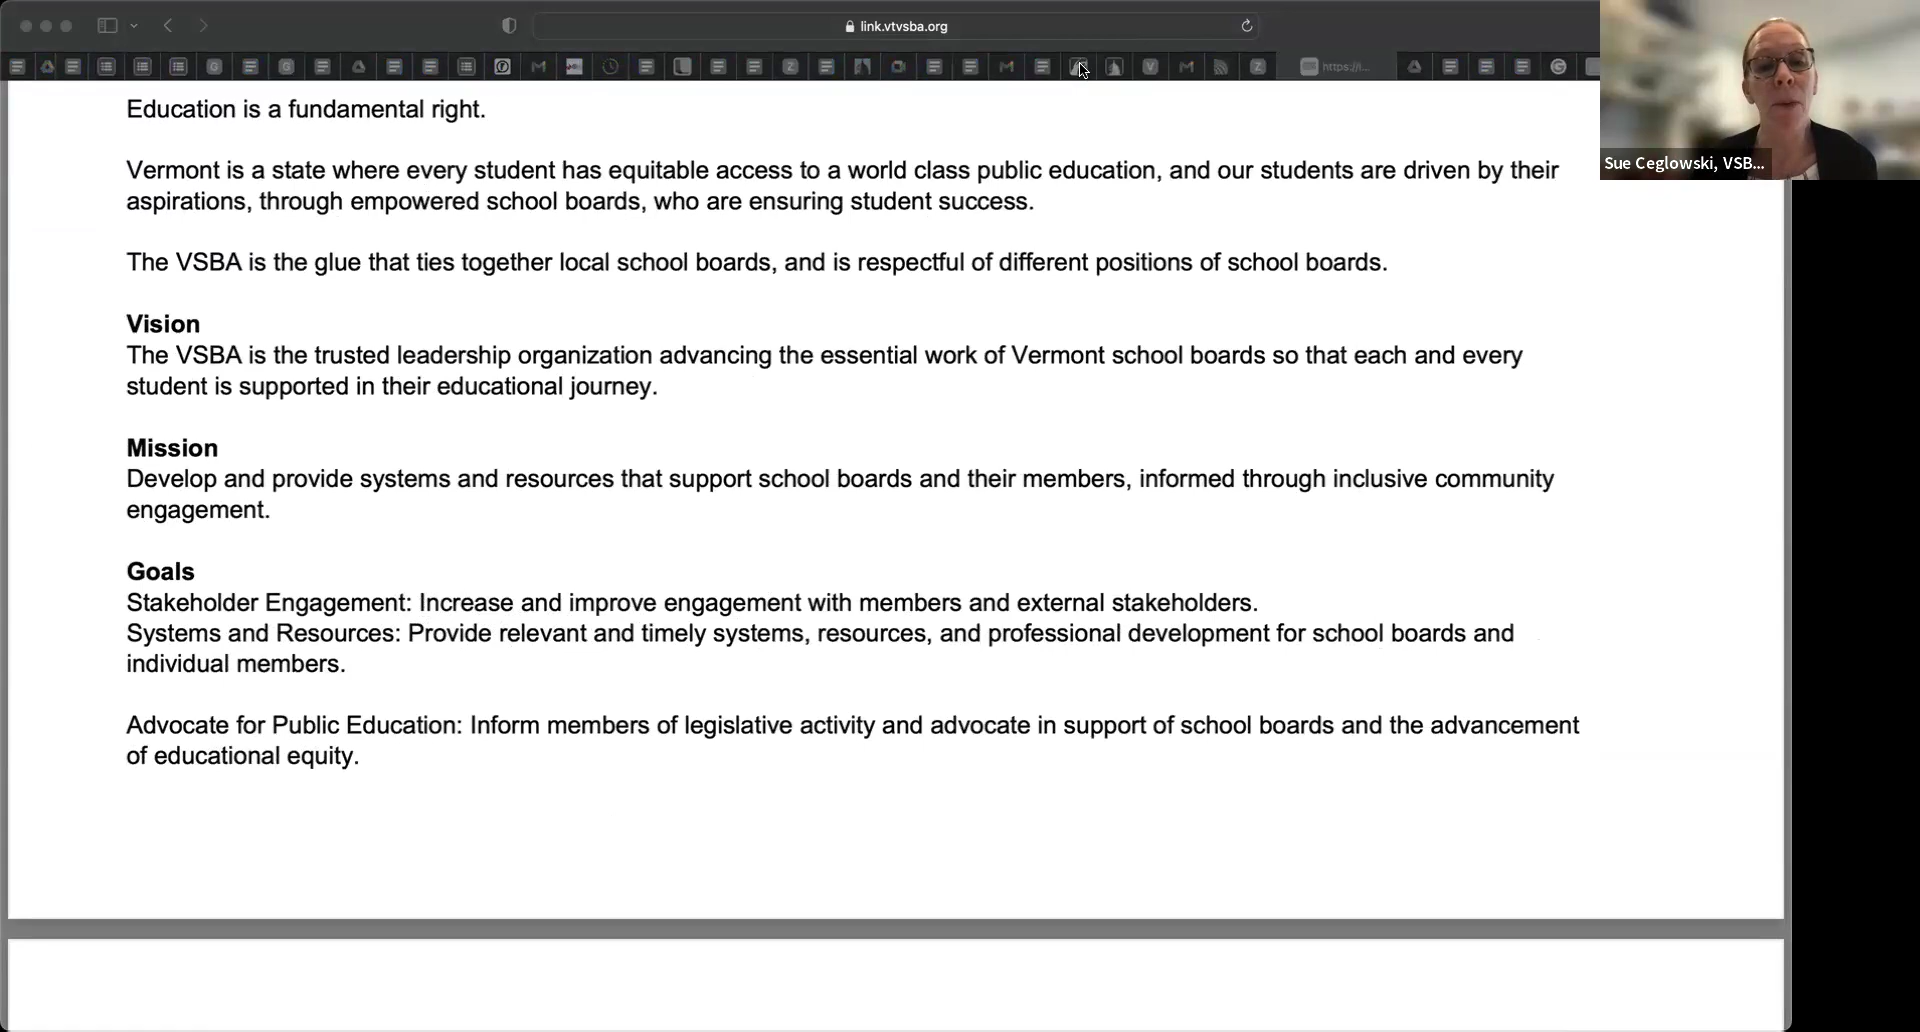 link.vtvsba.org
https://i...
Sue Ceglowski, VSB...
Education is a fundamental right.
Vermont is a state where every student has equitable access to a world class public education, and our students are driven by their
aspirations, through empowered school boards, who are ensuring student success.
The VSBA is the glue that ties together local school boards, and is respectful of different positions of school boards.
Vision
The VSBA is the trusted leadership organization advancing the essential work of Vermont school boards so that each and every
student is supported in their educational journey.
Mission
Develop and provide systems and resources that support school boards and their members, informed through inclusive community
engagement.
Goals
Stakeholder Engagement: Increase and improve engagement with members and external stakeholders.
Systems and Resources: Provide relevant and timely systems, resources, and professional development for school boards and
individual members.
Advocate for Public Education: Inform members of legislative activity and advocate in support of school boards and the advancement
of educational equity.